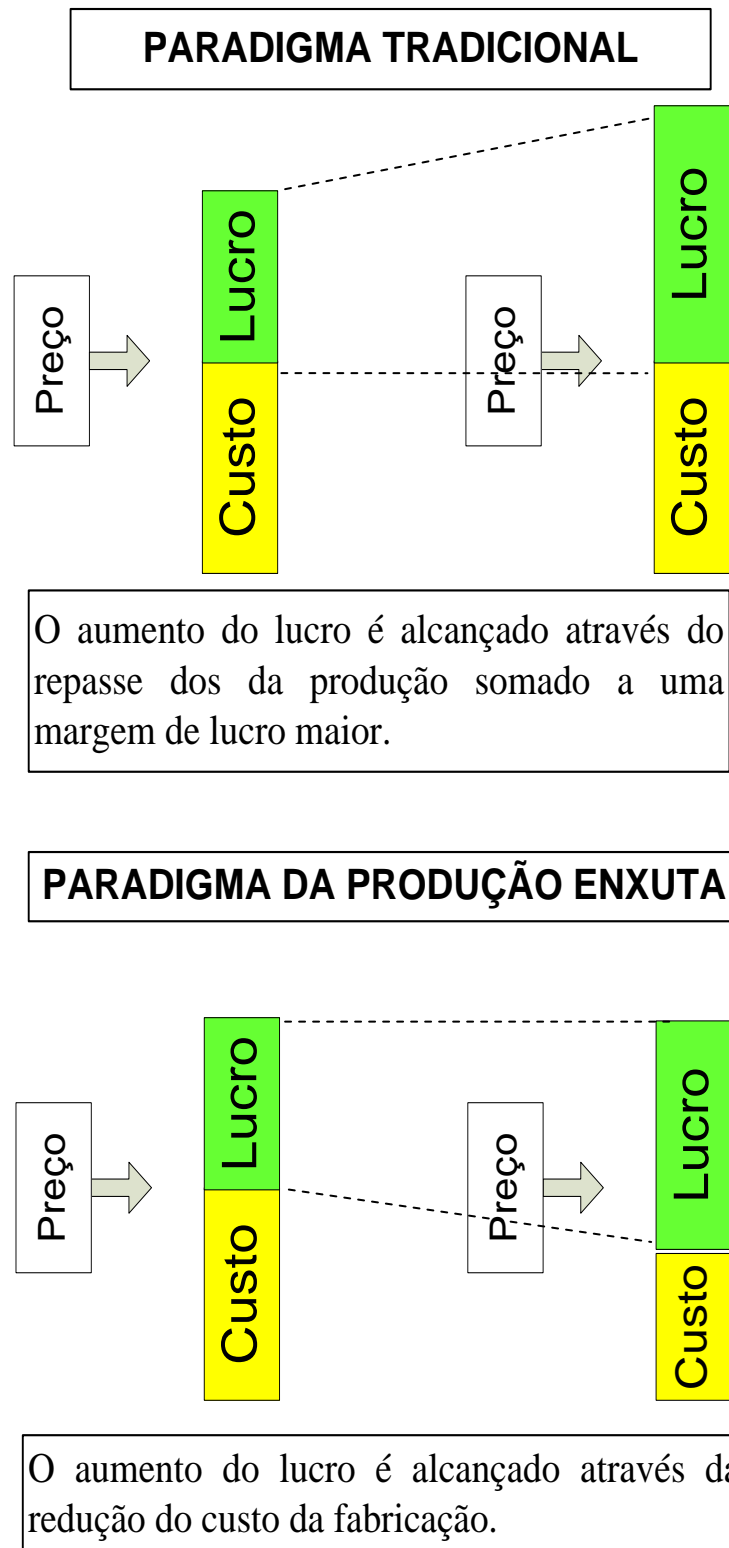 PARADIGMA TRADICIONAL
Preço
Lucro
Custo
Preço
Lucro
Custo
O aumento do lucro é alcançado através do
repasse dos da produção somado a uma
margem de lucro maior.
PARADIGMA DA PRODUÇÃO ENXUTA
Preço
Lucro
Custo
Preço
Lucro
Custo
O aumento do lucro é alcançado através da
redução do custo da fabricação.